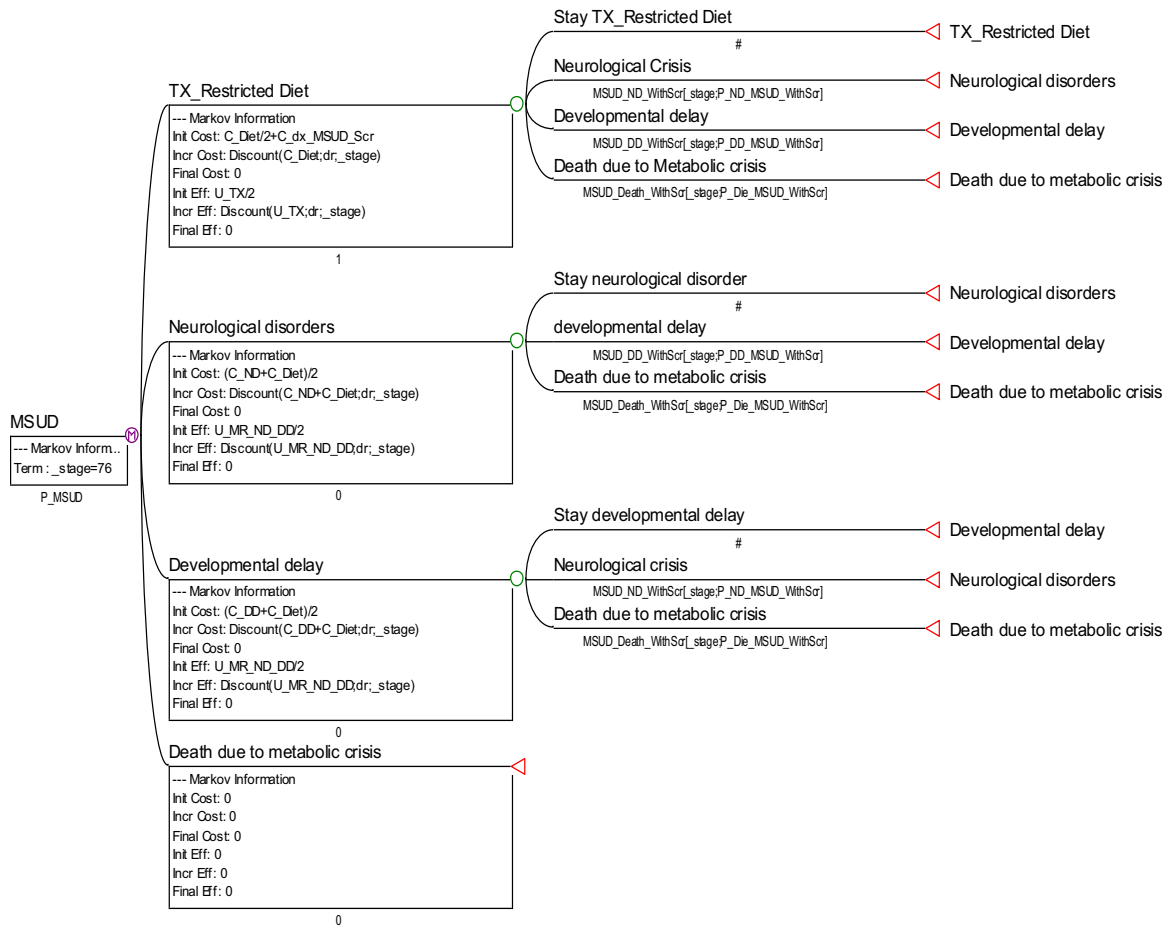 MSUD
--- Markov Inform...
Term : _stage=76
P_MSUD
TX_Restricted Diet
--- Markov Information
Init Cost: C_Diet/2+C_dx_MSUD_Scr
Incr Cost: Discount(C_Diet;dr;_stage)
Final Cost: 0
Init Eff: U_TX/2
Incr Eff: Discount(U_TX;dr;_stage)
Final Eff: 0
1
Stay TX_Restricted Diet
#
TX_Restricted Diet
Neurological Crisis
MSUD_ND_WithScr[_stage;P_ND_MSUD_WithScr]
Neurological disorders
Developmental delay
MSUD_DD_WithScr[_stage;P_DD_MSUD_WithScr]
Developmental delay
Death due to Metabolic crisis
MSUD_Death_WithScr[_stage;P_Die_MSUD_WithScr]
Death due to metabolic crisis
Neurological disorders
--- Markov Information
Init Cost: (C_ND+C_Diet)/2
Incr Cost: Discount(C_ND+C_Diet;dr;_stage)
Final Cost: 0
Init Eff: U_MR_ND_DD/2
Incr Eff: Discount(U_MR_ND_DD;dr;_stage)
Final Eff: 0
0
Stay neurological disorder
#
Neurological disorders
developmental delay
MSUD_DD_WithScr[_stage;P_DD_MSUD_WithScr]
Developmental delay
Death due to metabolic crisis
MSUD_Death_WithScr[_stage;P_Die_MSUD_WithScr]
Death due to metabolic crisis
Developmental delay
--- Markov Information
Init Cost: (C_DD+C_Diet)/2
Incr Cost: Discount(C_DD+C_Diet;dr;_stage)
Final Cost: 0
Init Eff: U_MR_ND_DD/2
Incr Eff: Discount(U_MR_ND_DD;dr;_stage)
Final Eff: 0
0
Stay developmental delay
#
Developmental delay
Neurological crisis
MSUD_ND_WithScr[_stage;P_ND_MSUD_WithScr]
Neurological disorders
Death due to metabolic crisis
MSUD_Death_WithScr[_stage;P_Die_MSUD_WithScr]
Death due to metabolic crisis
Death due to metabolic crisis
--- Markov Information
Init Cost: 0
Incr Cost: 0
Final Cost: 0
Init Eff: 0
Incr Eff: 0
Final Eff: 0
0
M